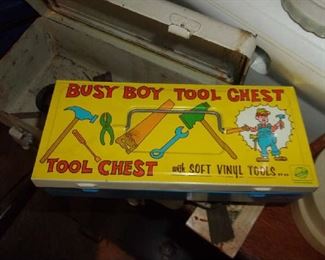 BUSY BOY TOOL CHEST
TOOL CHEST with SOFT VINYL TOOLS